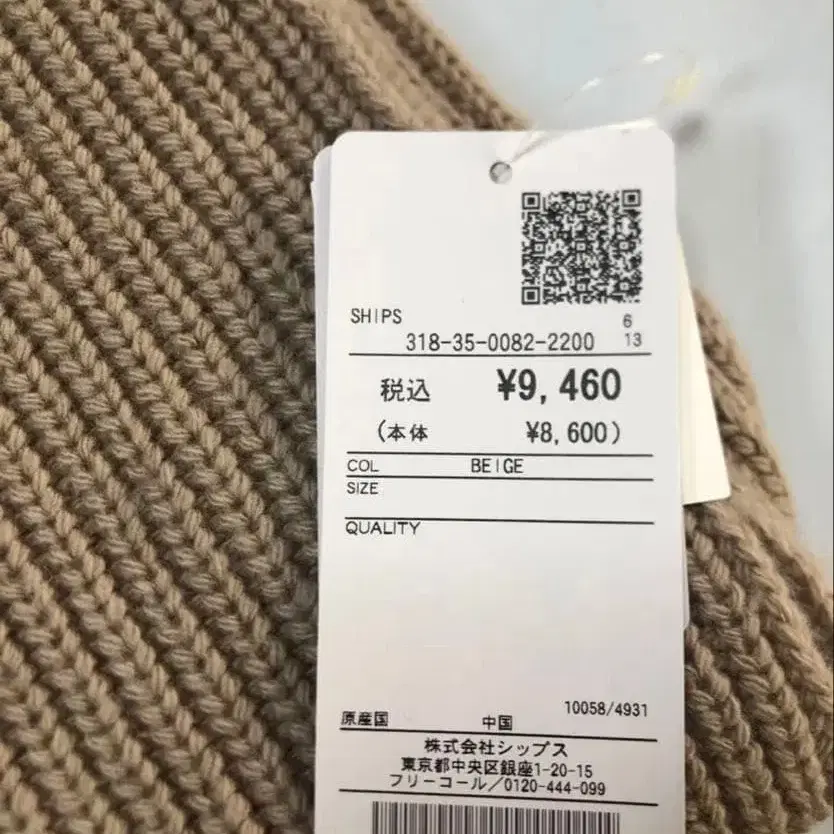 SHIPS
6
318-35-0082-2200 13
税込 ¥9,460
(本体 ¥8,600)
COL BEIGE
SIZE
QUALITY
10058/4931
原産国 中国
株式会社シップス
東京都中央区銀座1-20-15
フリーコール/0120-444-099